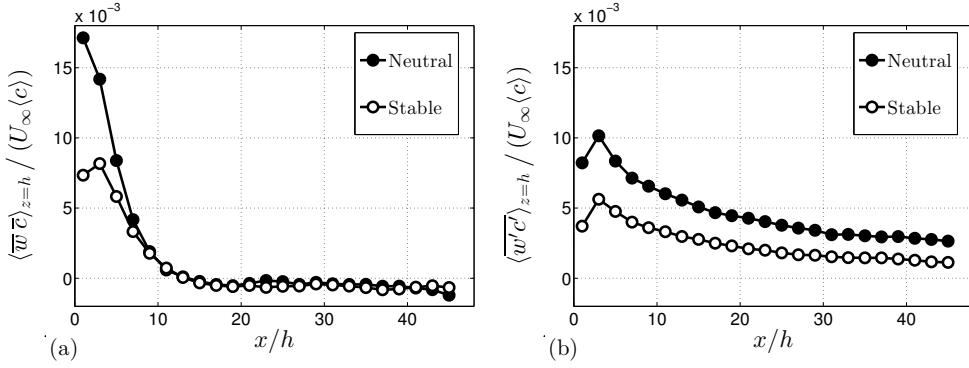 x 10⁻³
15
10
5
0
0 10 20 30 40
x/h
⟨w̅ c̅⟩_{z=h} / (U_∞⟨c⟩)
Neutral
Stable
(a)
x 10⁻³
15
10
5
0
0 10 20 30 40
x/h
⟨\overline{w′c′}⟩_{z=h} / (U_∞⟨c⟩)
Neutral
Stable
(b)